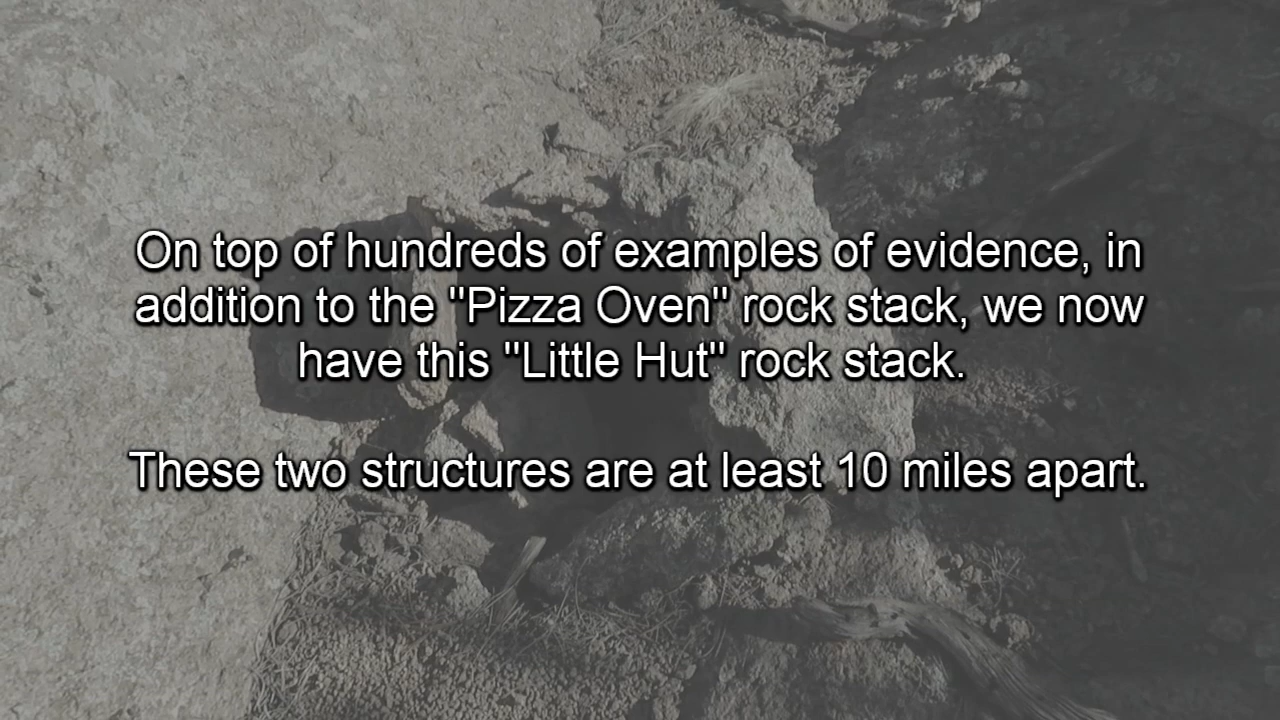 On top of hundreds of examples of evidence, in
addition to the "Pizza Oven" rock stack, we now
have this "Little Hut" rock stack.
These two structures are at least 10 miles apart.